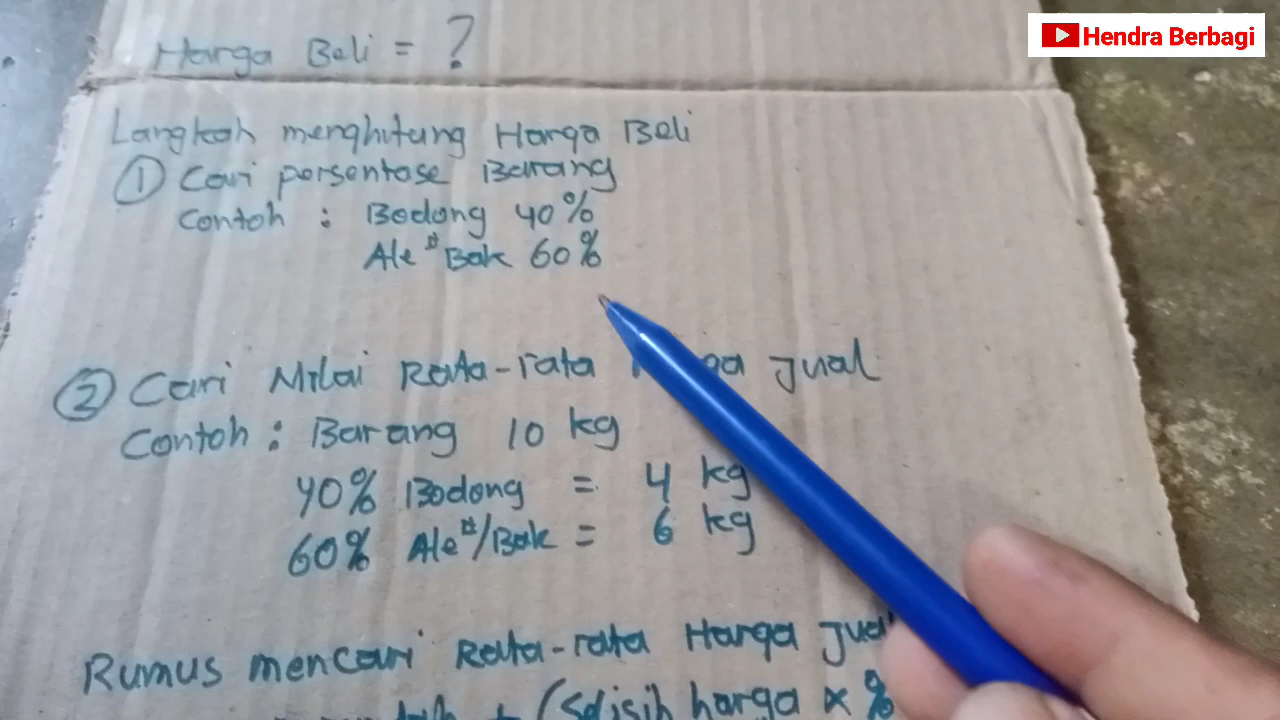 Hendra Berbagi
Harga Beli = ?
Langkah menghitung Harga Beli
① Cari persentase Barang
Contoh : Bodong 40%
Ale" Bak 60%
② Cari Nilai Rata-rata jual
Contoh : Barang 10 kg
40% Bodong = 4 kg
60% Ale"/Bak = 6 kg
Rumus mencari Rata-rata Harga jual
+ (Selisih harga x %